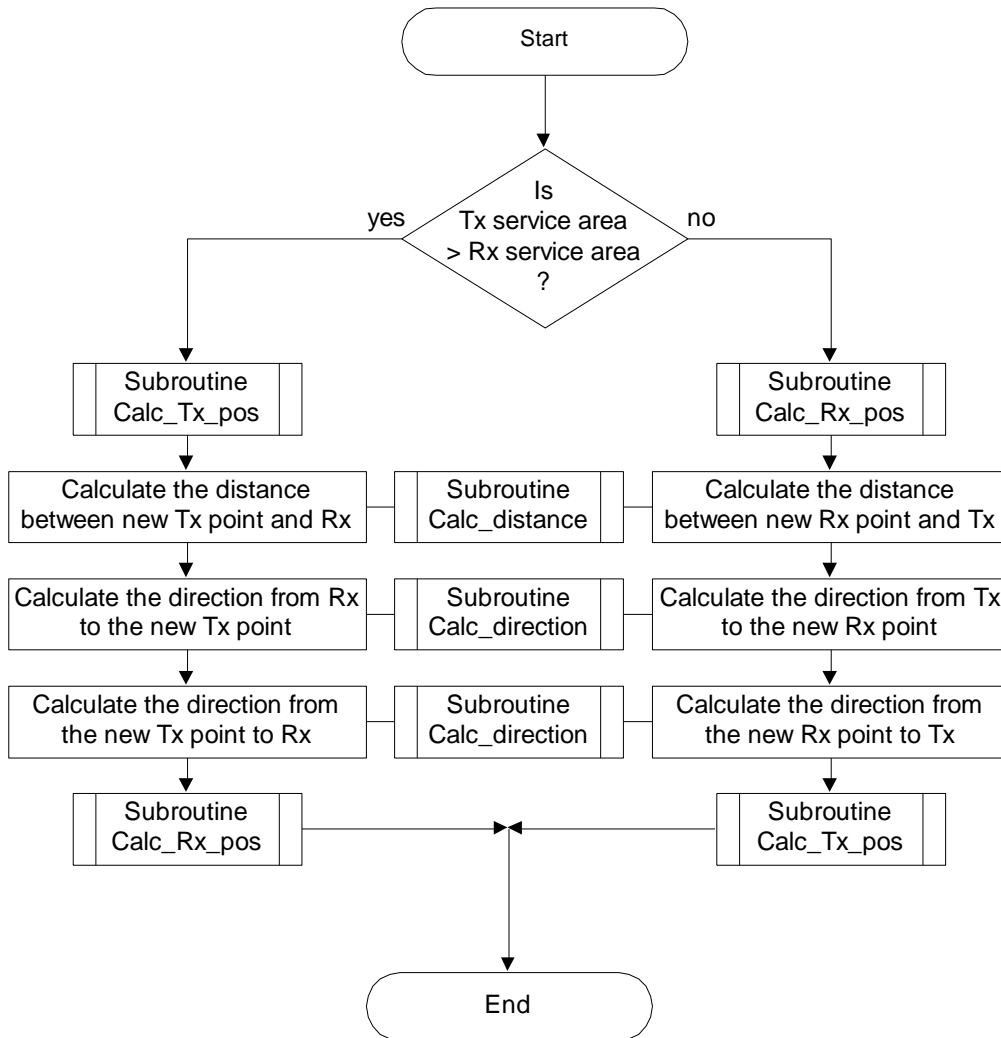 Start
Is
Tx service area
> Rx service area
?
yes
no
Subroutine
Calc_Tx_pos
Subroutine
Calc_Rx_pos
Calculate the distance
between new Tx point and Rx
Subroutine
Calc_distance
Calculate the distance
between new Rx point and Tx
Calculate the direction from Rx
to the new Tx point
Subroutine
Calc_direction
Calculate the direction from Tx
to the new Rx point
Calculate the direction from
the new Tx point to Rx
Subroutine
Calc_direction
Calculate the direction from
the new Rx point to Tx
Subroutine
Calc_Rx_pos
Subroutine
Calc_Tx_pos
End